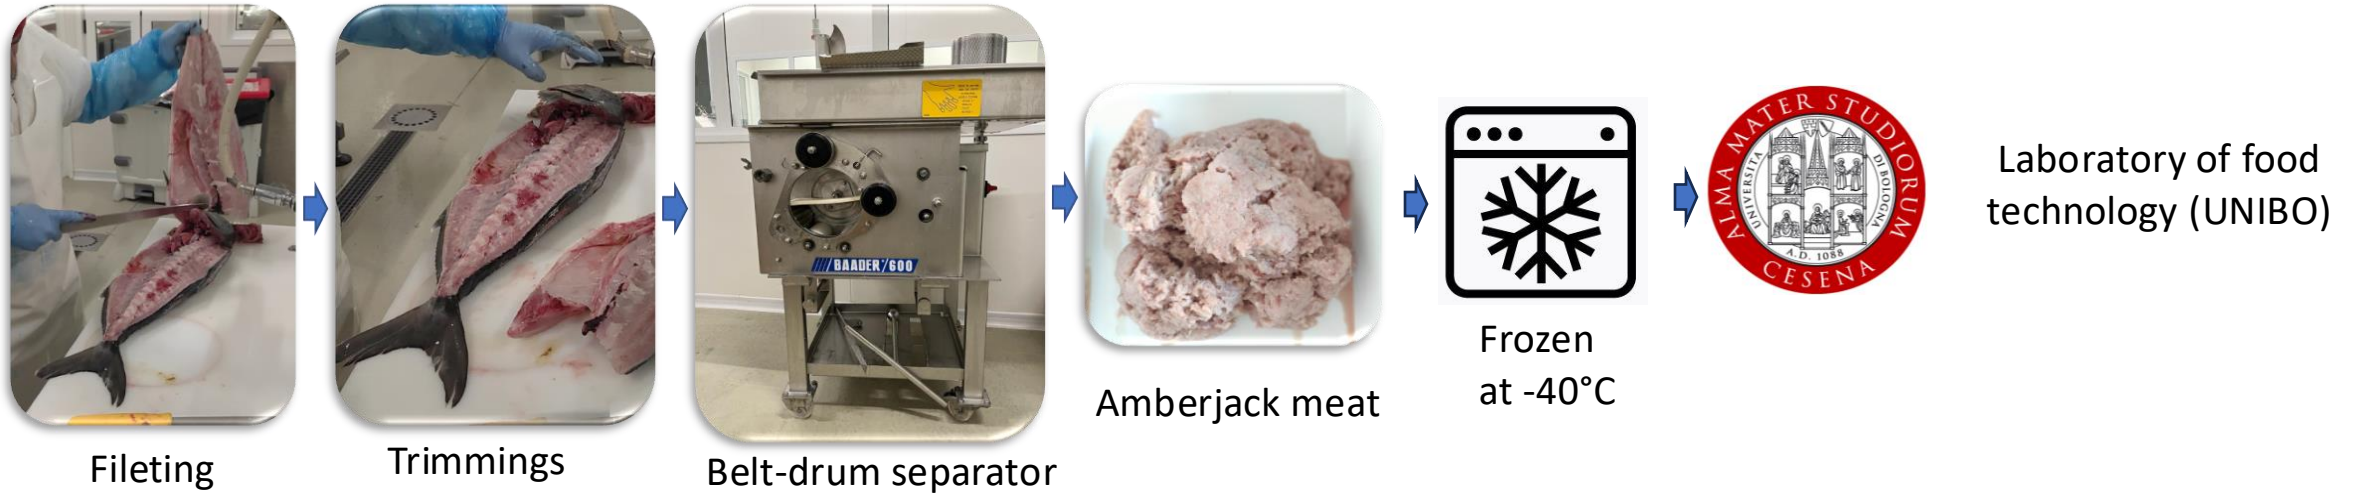 Fileting
Trimmings
BAADER 600
Belt-drum separator
Amberjack meat
Frozen
at -40°C
ALMA MATER STUDIORUM
UNIVERSITA DI BOLOGNA
A.D. 1088
CESENA
Laboratory of food
technology (UNIBO)